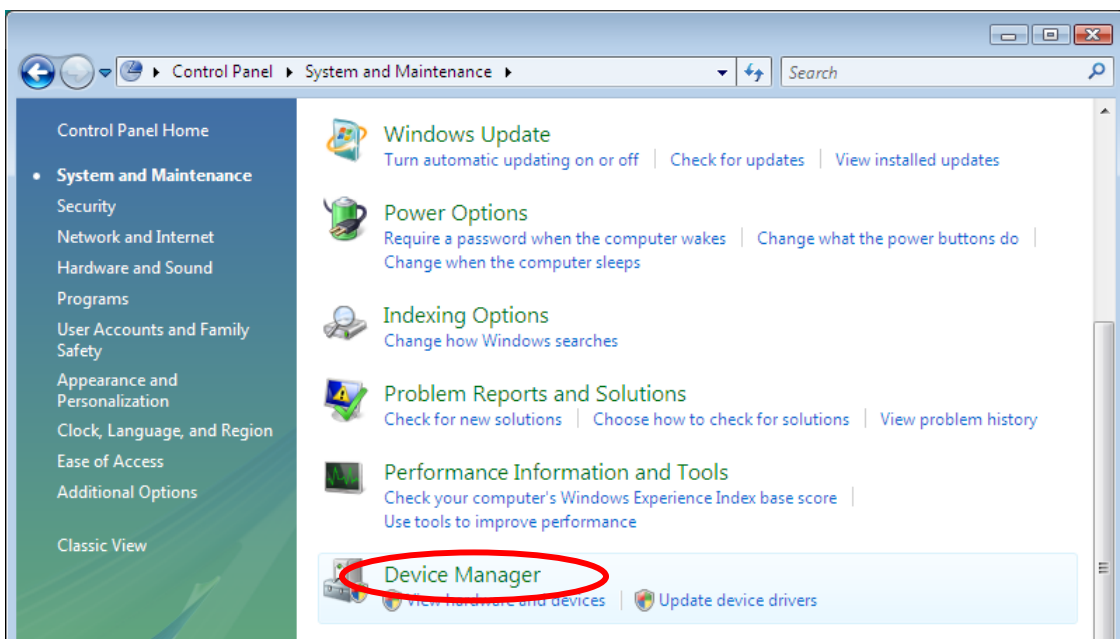 Control Panel
System and Maintenance
Search
Control Panel Home
System and Maintenance
Security
Network and Internet
Hardware and Sound
Programs
User Accounts and Family
Safety
Appearance and
Personalization
Clock, Language, and Region
Ease of Access
Additional Options
Classic View
Windows Update
Turn automatic updating on or off
Check for updates
View installed updates
Power Options
Require a password when the computer wakes
Change what the power buttons do
Change when the computer sleeps
Indexing Options
Change how Windows searches
Problem Reports and Solutions
Check for new solutions
Choose how to check for solutions
View problem history
Performance Information and Tools
Check your computer's Windows Experience Index base score
Use tools to improve performance
Device Manager
View hardware and devices
Update device drivers